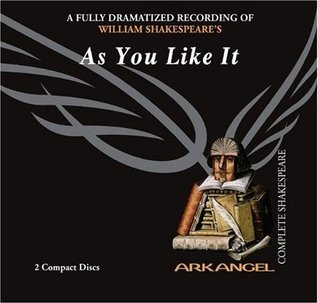 A FULLY DRAMATIZED RECORDING OF
WILLIAM SHAKESPEARE'S
As You Like It
COMPLETE SHAKESPEARE
2 Compact Discs
ARKANGEL